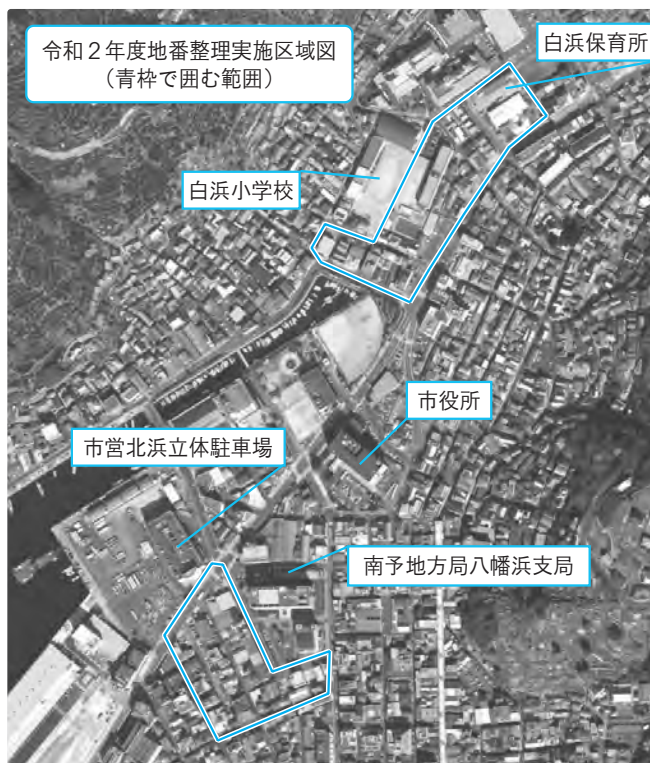 令和２年度地番整理実施区域図
（青枠で囲む範囲）
白浜保育所
白浜小学校
市役所
市営北浜立体駐車場
南予地方局八幡浜支局